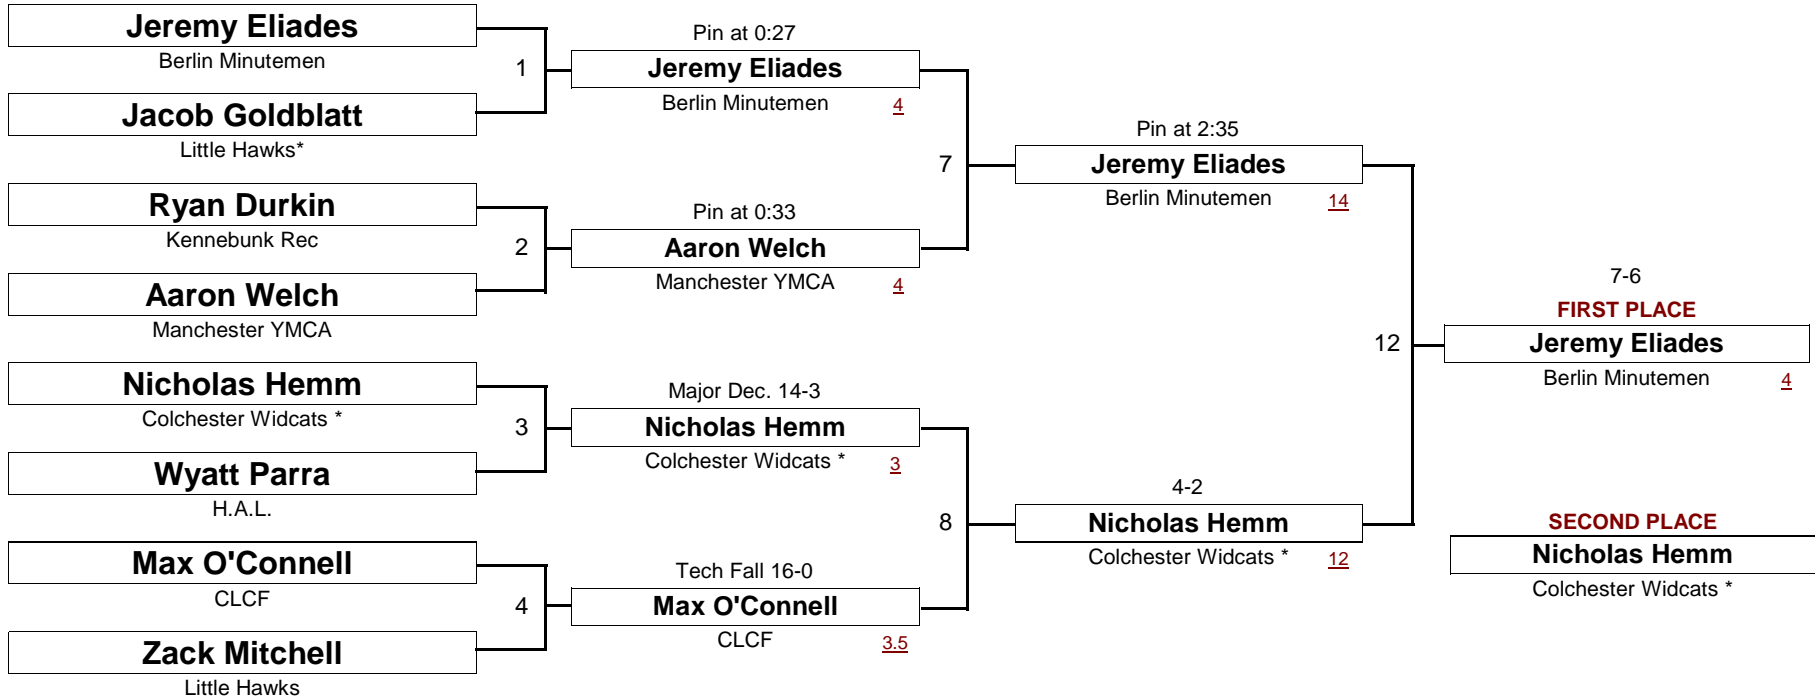 Jeremy Eliades
Berlin Minutemen
1
Jacob Goldblatt
Little Hawks*
Ryan Durkin
Kennebunk Rec
2
Aaron Welch
Manchester YMCA
Nicholas Hemm
Colchester Widcats *
3
Wyatt Parra
H.A.L.
Max O'Connell
CLCF
4
Zack Mitchell
Little Hawks
Pin at 0:27
Jeremy Eliades
Berlin Minutemen 4
7
Pin at 0:33
Aaron Welch
Manchester YMCA 4
Major Dec. 14-3
Nicholas Hemm
Colchester Widcats * 3
8
Tech Fall 16-0
Max O'Connell
CLCF 3.5
Pin at 2:35
Jeremy Eliades
Berlin Minutemen 14
12
4-2
Nicholas Hemm
Colchester Widcats * 12
7-6
FIRST PLACE
Jeremy Eliades
Berlin Minutemen 4
SECOND PLACE
Nicholas Hemm
Colchester Widcats *